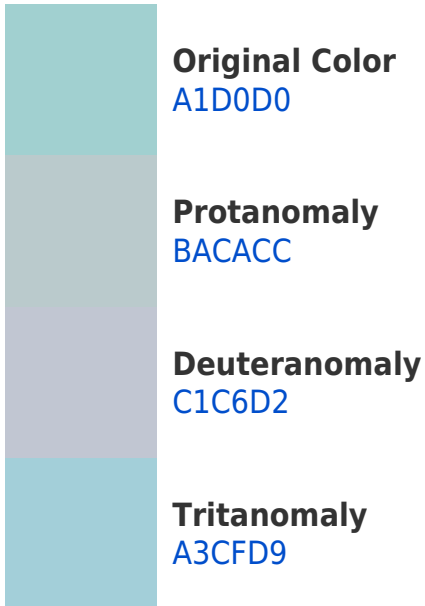 Original Color
A1D0D0
Protanomaly
BACACC
Deuteranomaly
C1C6D2
Tritanomaly
A3CFD9